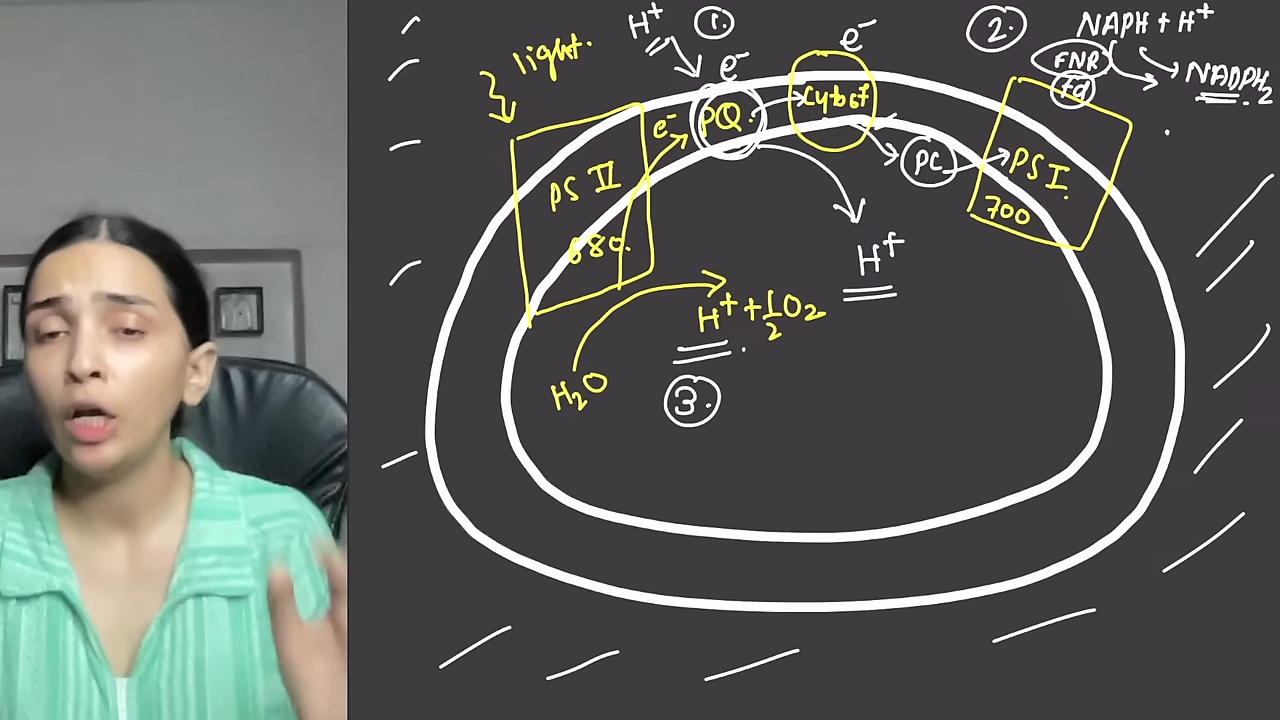 H⁺ 1.
light.
e⁻
e⁻
2.
NAPH + H⁺
FNR
fd
NADPH₂
PS II
680.
e⁻
PQ.
Cytb6f
PC
PS I.
700
H⁺
H₂O
H⁺ + 1/2 O₂
3.